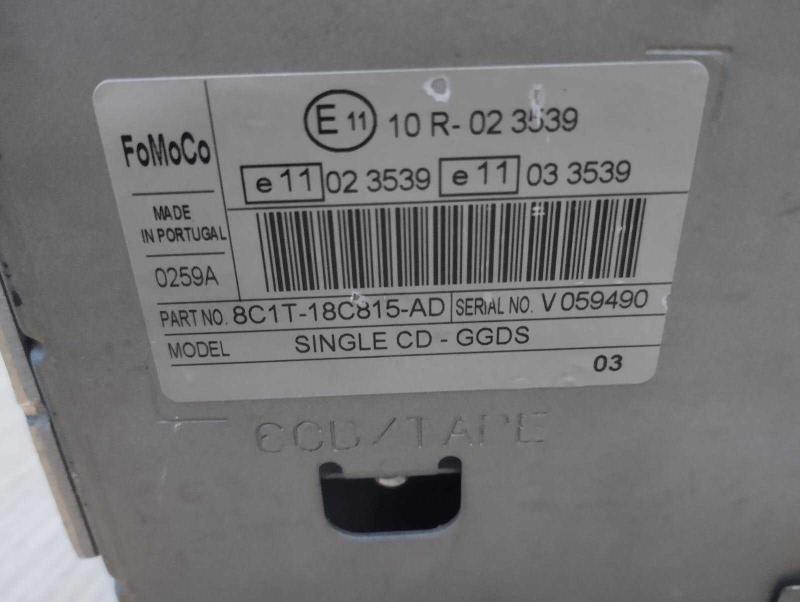 FoMoCo
MADE
IN PORTUGAL
0259A
E 11 10 R- 02 3539
e 11 02 3539 e 11 03 3539
PART NO. 8C1T-18C815-AD SERIAL NO. V 059490
MODEL SINGLE CD - GGDS
03
6CD/TAPE